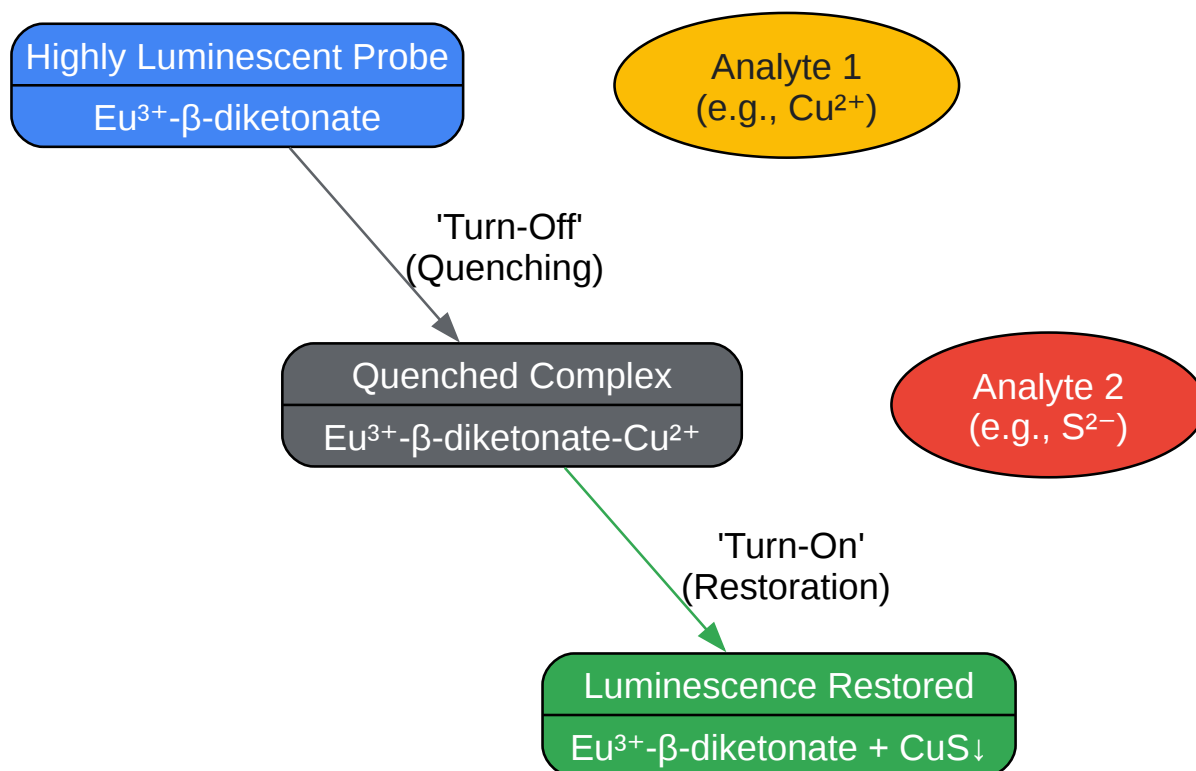 Highly Luminescent Probe
Eu³⁺-β-diketonate
Analyte 1
(e.g., Cu²⁺)
'Turn-Off'
(Quenching)
Quenched Complex
Eu³⁺-β-diketonate-Cu²⁺
Analyte 2
(e.g., S²⁻)
'Turn-On'
(Restoration)
Luminescence Restored
Eu³⁺-β-diketonate + CuS↓